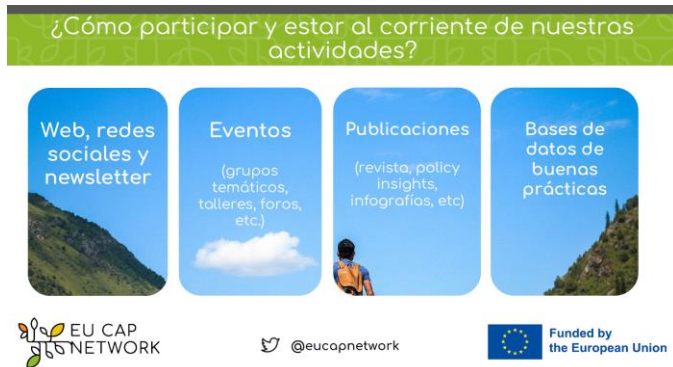 ¿Cómo participar y estar al corriente de nuestras
actividades?
Web, redes
sociales y
newsletter
Eventos
(grupos
temáticos,
talleres, foros,
etc.)
Publicaciones
(revista, policy
insights,
infografías, etc)
Bases de
datos de
buenas
prácticas
EU CAP
NETWORK
@eucapnetwork
Funded by
the European Union